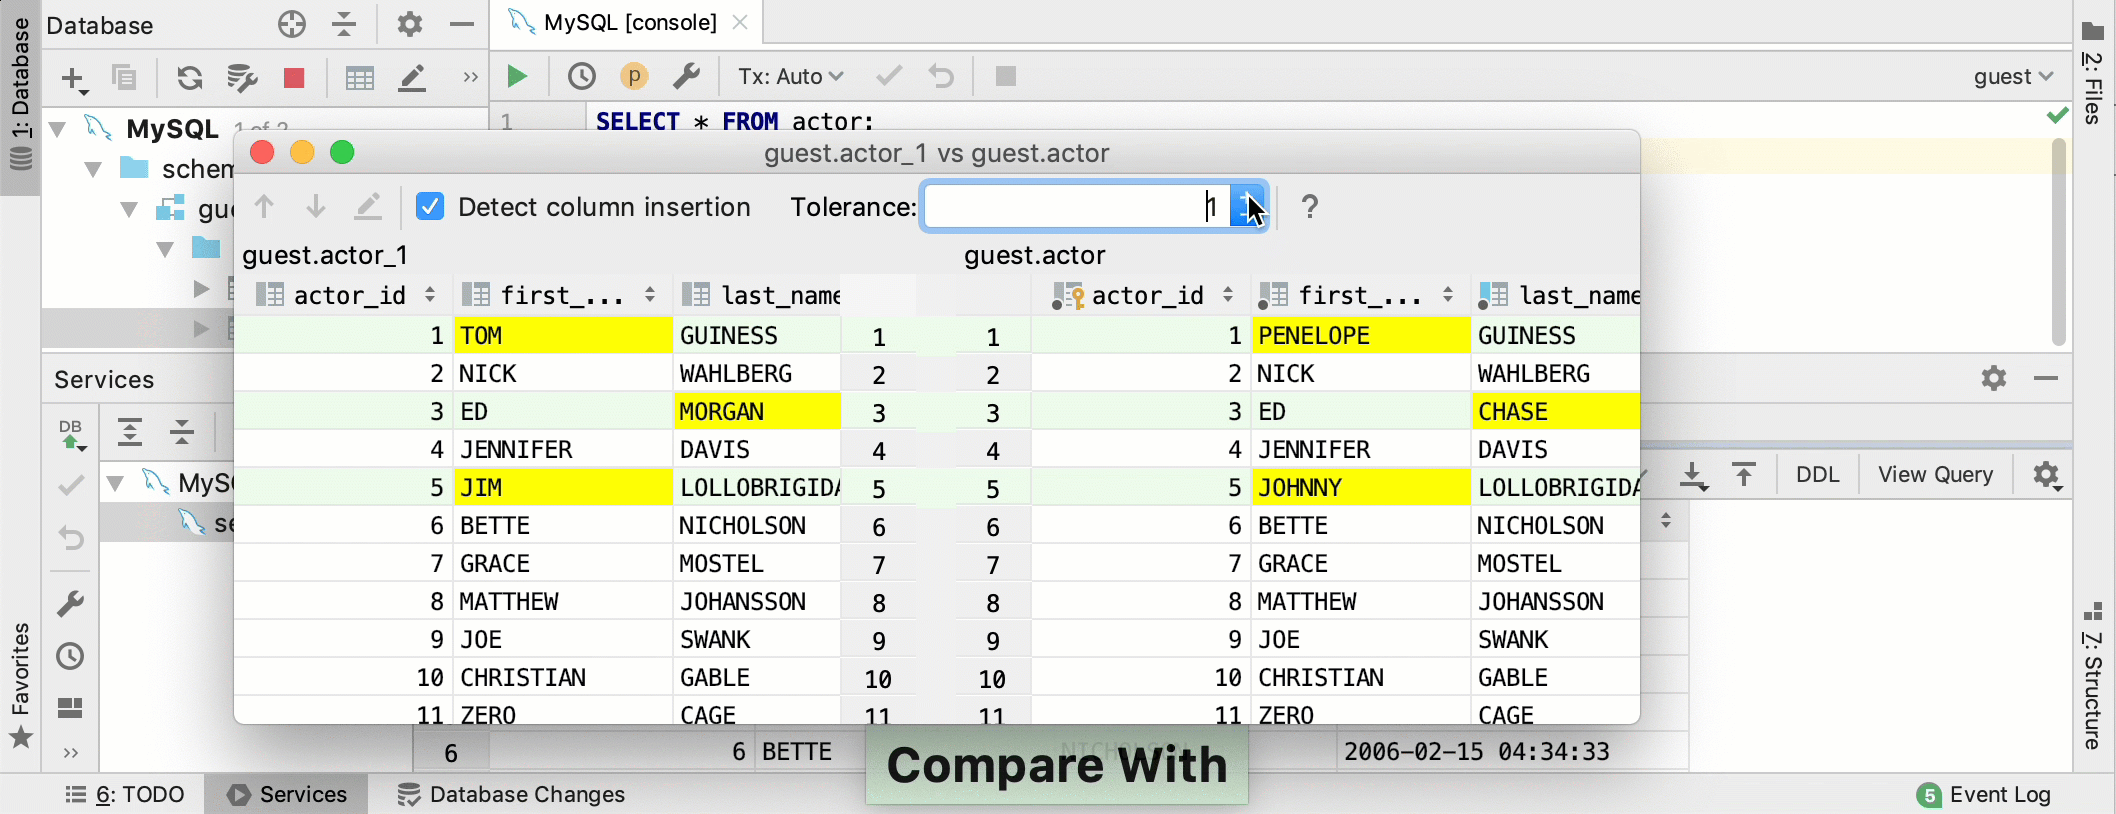 Database
MySQL [console]
1: Database
2: Files
Tx: Auto
guest
MySQL 1 of 2
1
SELECT * FROM actor;
guest.actor_1 vs guest.actor
Detect column insertion
Tolerance: 1
?
guest.actor_1
guest.actor
actor_id first_... last_name
actor_id first_... last_name
1 TOM GUINESS 1 1 1 PENELOPE GUINESS
2 NICK WAHLBERG 2 2 2 NICK WAHLBERG
3 ED MORGAN 3 3 3 ED CHASE
4 JENNIFER DAVIS 4 4 4 JENNIFER DAVIS
5 JIM LOLLOBRIGIDA 5 5 5 JOHNNY LOLLOBRIGIDA
6 BETTE NICHOLSON 6 6 6 BETTE NICHOLSON
7 GRACE MOSTEL 7 7 7 GRACE MOSTEL
8 MATTHEW JOHANSSON 8 8 8 MATTHEW JOHANSSON
9 JOE SWANK 9 9 9 JOE SWANK
10 CHRISTIAN GABLE 10 10 10 CHRISTIAN GABLE
11 ZERO CAGE 11 11 11 ZERO CAGE
Services
DB
DDL
View Query
6 6 BETTE NICHOLSON 2006-02-15 04:34:33
Compare With
Favorites
7: Structure
6: TODO
Services
Database Changes
5 Event Log